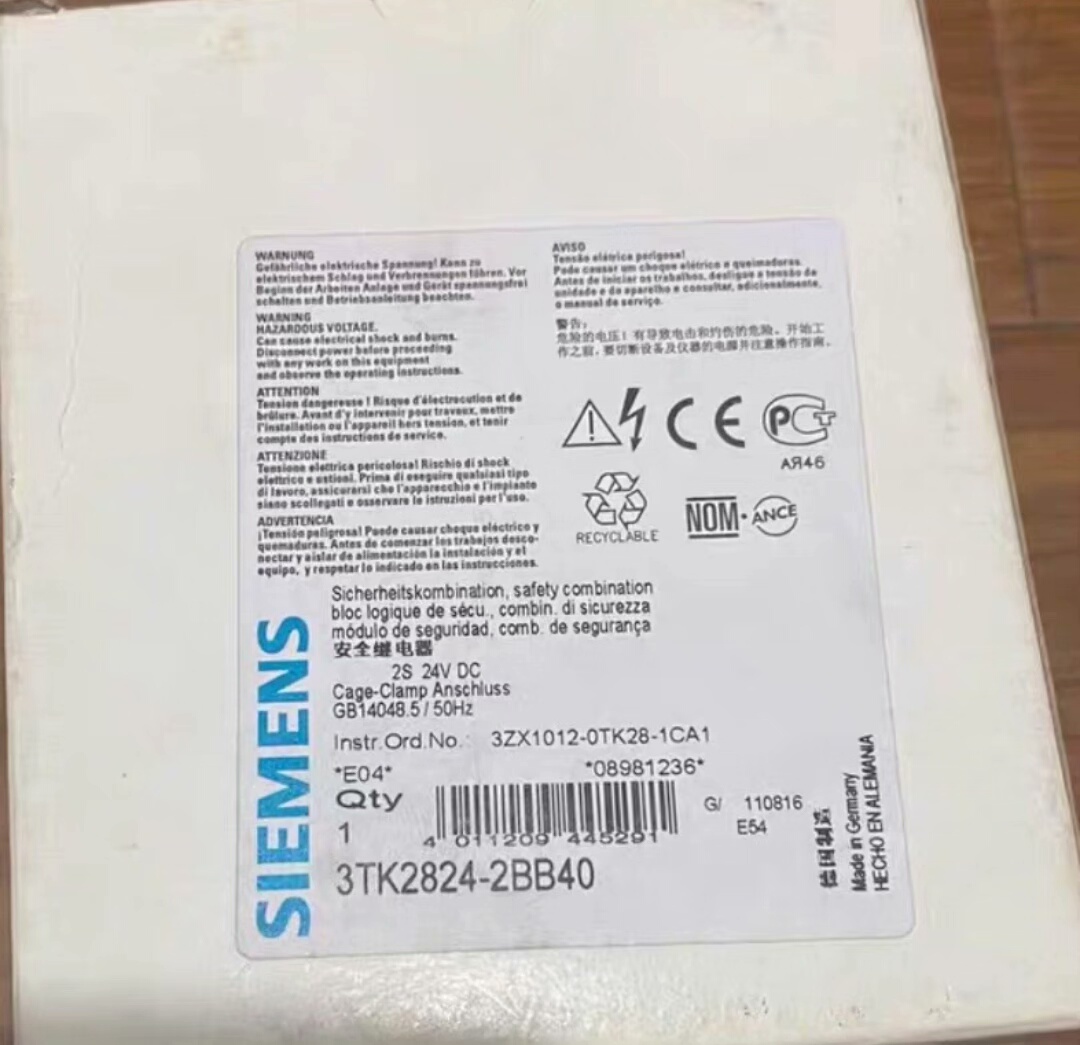 WARNUNG
Gefährliche elektrische Spannung! Kann zu
elektrischem Schlag und Verbrennungen führen. Vor
Beginn der Arbeiten Anlage und Gerät spannungsfrei
schalten und Betriebsanleitung beachten.
WARNING
HAZARDOUS VOLTAGE.
Can cause electrical shock and burns.
Disconnect power before proceeding
with any work on this equipment
and observe the operating instructions.
ATTENTION
Tension dangereuse ! Risque d'électrocution et de
brûlure. Avant d'y intervenir pour travaux, mettre
l'installation ou l'appareil hors tension, et tenir
compte des instructions de service.
ATTENZIONE
Tensione elettrica pericolosa! Rischio di shock
elettrico e ustioni. Prima di eseguire qualsiasi tipo
di lavoro, assicurarsi che l'apparecchio e l'impianto
siano scollegati e osservare le istruzioni per l'uso.
ADVERTENCIA
¡Tensión peligrosa! Puede causar choque eléctrico y
quemaduras. Antes de comenzar los trabajos desco-
nectar y aislar de alimentación la instalación y el
equipo, y respetar lo indicado en las instrucciones.
AVISO
Tensão elétrica perigosa!
Pode causar um choque elétrico e queimaduras.
Antes de iniciar os trabalhos, desligue a tensão de
unidade e do aparelho e consultar, adicionalmente,
o manual de serviço.
警告：
危险的电压！有导致电击和灼伤的危险。开始工
作之前，要切断设备及仪器的电源并注意操作指南。
CE PCT
АЯ46
RECYCLABLE
NOM-ANCE
SIEMENS
Sicherheitskombination, safety combination
bloc logique de sécu., combin. di sicurezza
módulo de seguridad, comb. de segurança
安全继电器
2S 24V DC
Cage-Clamp Anschluss
GB14048.5 / 50Hz
Instr.Ord.No.: 3ZX1012-0TK28-1CA1
*E04* *08981236*
Qty
1
4 011209 445291
G/ 110816
E54
3TK2824-2BB40
德国制造
Made in Germany
HECHO EN ALEMANIA